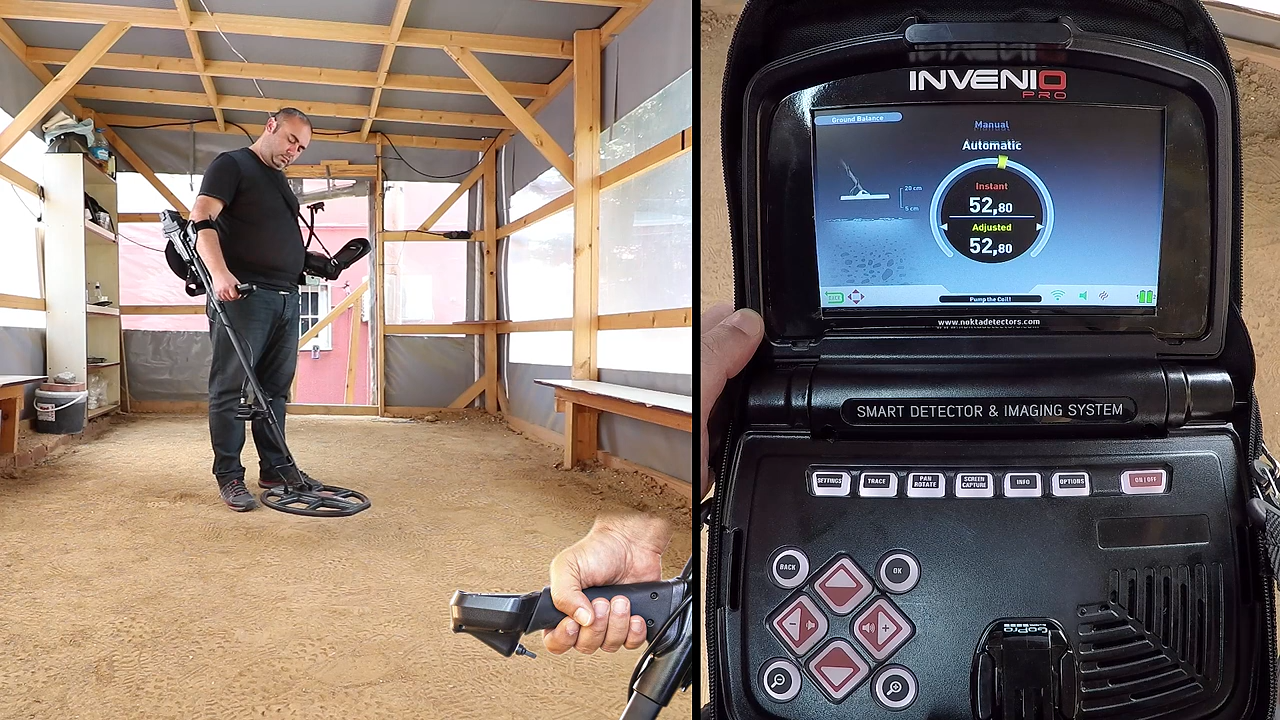 INVENIO
PRO
Ground Balance
Manual
Automatic
20 cm
5 cm
Instant
52,80
Adjusted
52,80
BACK
Pump the Coil!
www.noktadetectors.com
SMART DETECTOR & IMAGING SYSTEM
SETTINGS
TRACE
PAN
ROTATE
SCREEN
CAPTURE
INFO
OPTIONS
ON | OFF
BACK
OK
GoPro